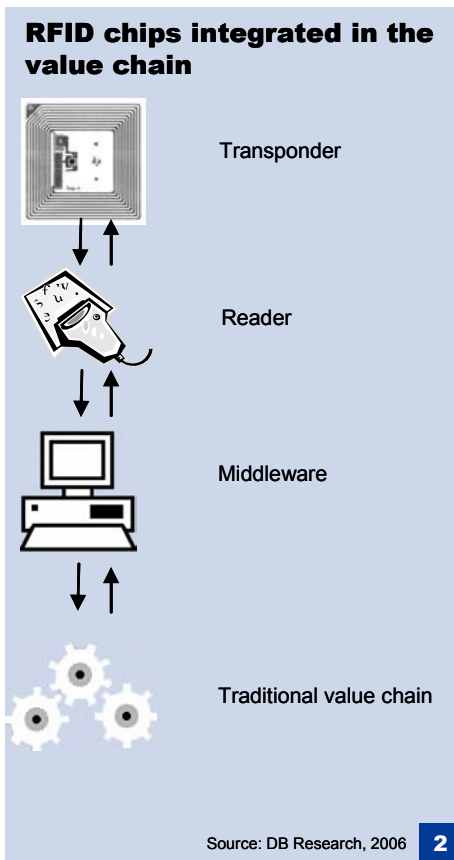 RFID chips integrated in the
value chain
Transponder
Reader
Middleware
Traditional value chain
Source: DB Research, 2006
2